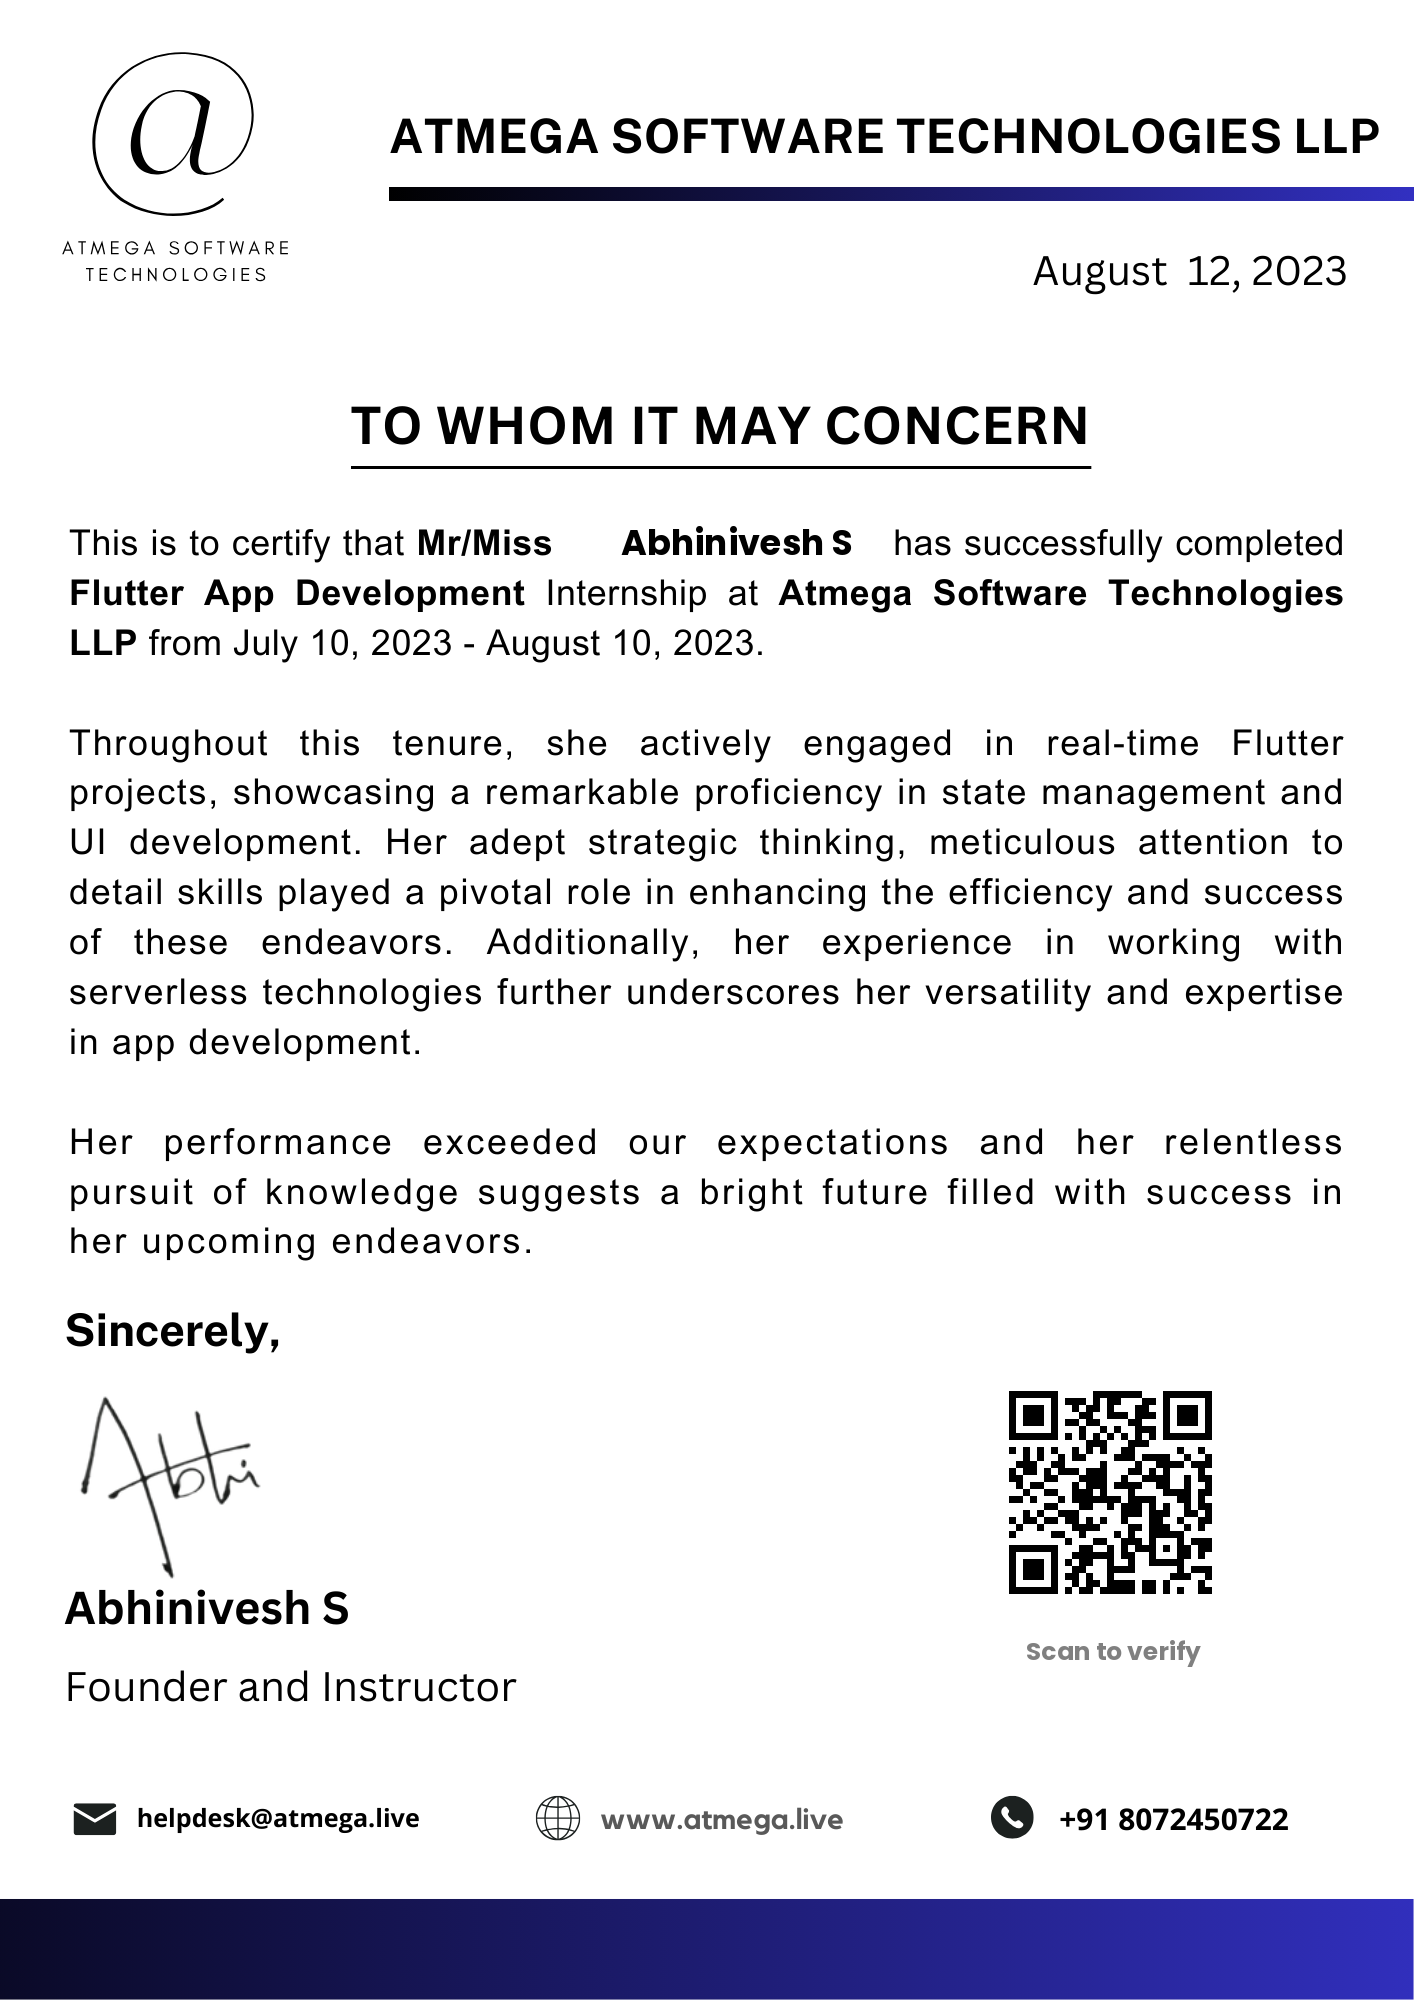 a
ATMEGA SOFTWARE
TECHNOLOGIES
ATMEGA SOFTWARE TECHNOLOGIES LLP
August 12, 2023
TO WHOM IT MAY CONCERN
This is to certify that Mr/Miss Abhinivesh S has successfully completed
Flutter App Development Internship at Atmega Software Technologies
LLP from July 10, 2023 - August 10, 2023.
Throughout this tenure, she actively engaged in real-time Flutter
projects, showcasing a remarkable proficiency in state management and
UI development. Her adept strategic thinking, meticulous attention to
detail skills played a pivotal role in enhancing the efficiency and success
of these endeavors. Additionally, her experience in working with
serverless technologies further underscores her versatility and expertise
in app development.
Her performance exceeded our expectations and her relentless
pursuit of knowledge suggests a bright future filled with success in
her upcoming endeavors.
Sincerely,
Abhi
Abhinivesh S
Founder and Instructor
Scan to verify
helpdesk@atmega.live
www.atmega.live
+91 8072450722